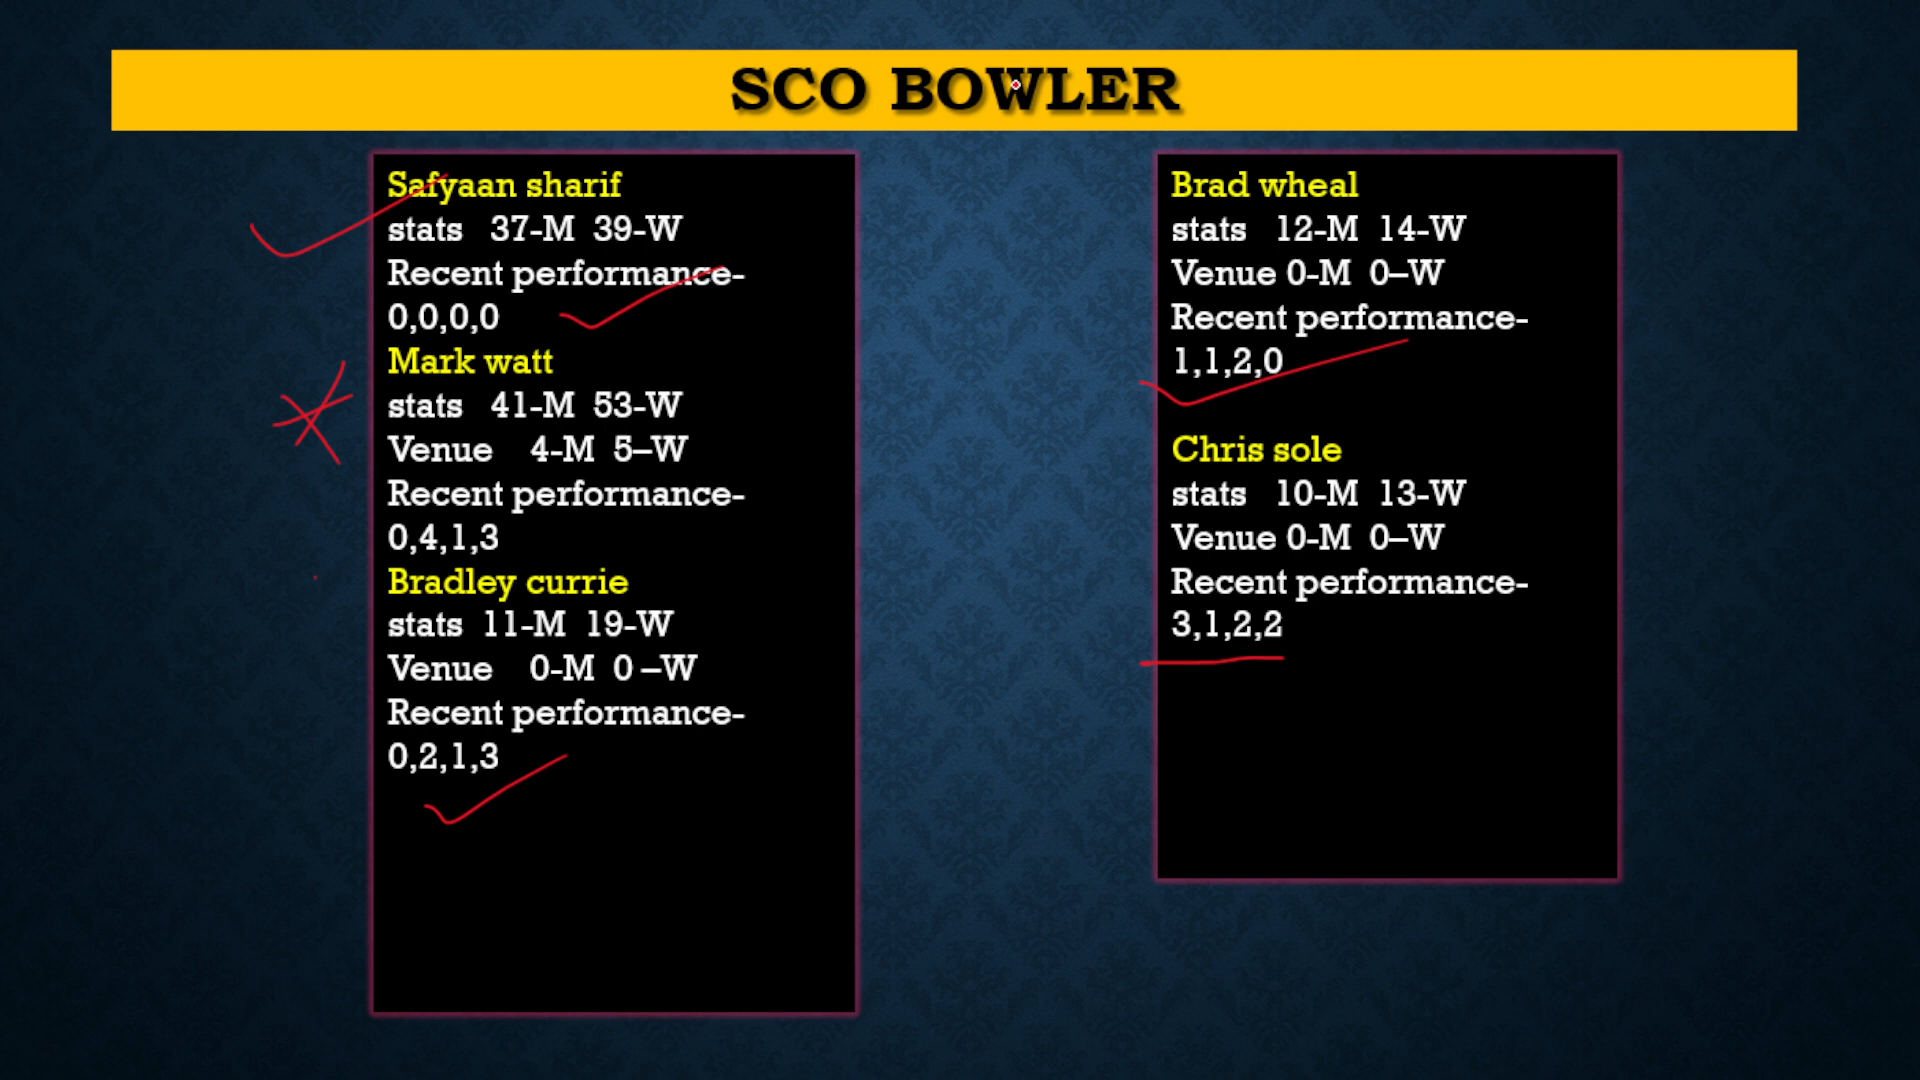 SCO BOWLER
Safyaan sharif
stats 37-M 39-W
Recent performance-
0,0,0,0
Mark watt
stats 41-M 53-W
Venue 4-M 5–W
Recent performance-
0,4,1,3
Bradley currie
stats 11-M 19-W
Venue 0-M 0 –W
Recent performance-
0,2,1,3
Brad wheal
stats 12-M 14-W
Venue 0-M 0–W
Recent performance-
1,1,2,0
Chris sole
stats 10-M 13-W
Venue 0-M 0–W
Recent performance-
3,1,2,2